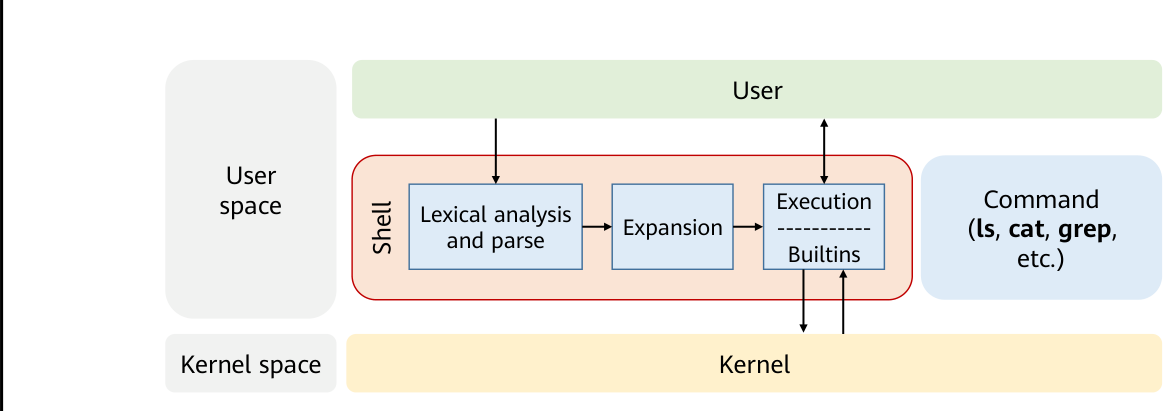 User
User
space
Shell
Lexical analysis
and parse
Expansion
Execution
Builtins
Command
(ls, cat, grep,
etc.)
Kernel space
Kernel